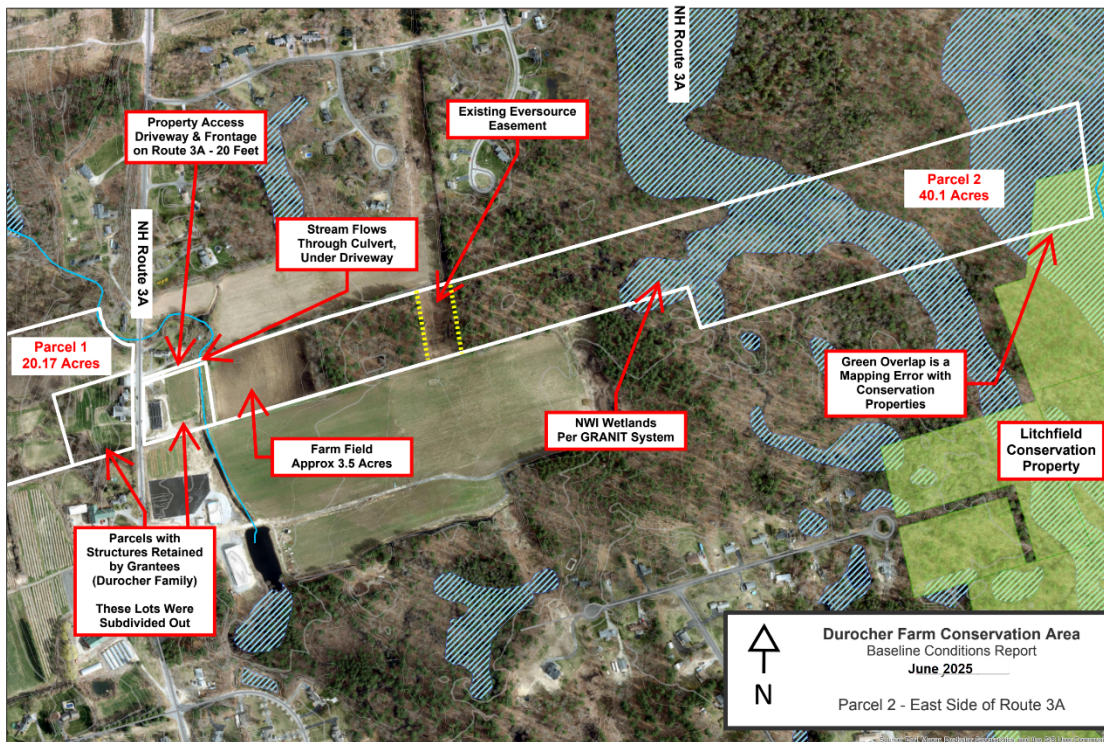 NH Route 3A
Property Access
Driveway & Frontage
on Route 3A - 20 Feet
Existing Eversource
Easement
Parcel 2
40.1 Acres
Stream Flows
Through Culvert,
Under Driveway
NH Route 3A
Parcel 1
20.17 Acres
Green Overlap is a
Mapping Error with
Conservation
Properties
NWI Wetlands
Per GRANIT System
Farm Field
Approx 3.5 Acres
Litchfield
Conservation
Property
Parcels with
Structures Retained
by Grantees
(Durocher Family)
These Lots Were
Subdivided Out
N
Durocher Farm Conservation Area
Baseline Conditions Report
June 2025
Parcel 2 - East Side of Route 3A